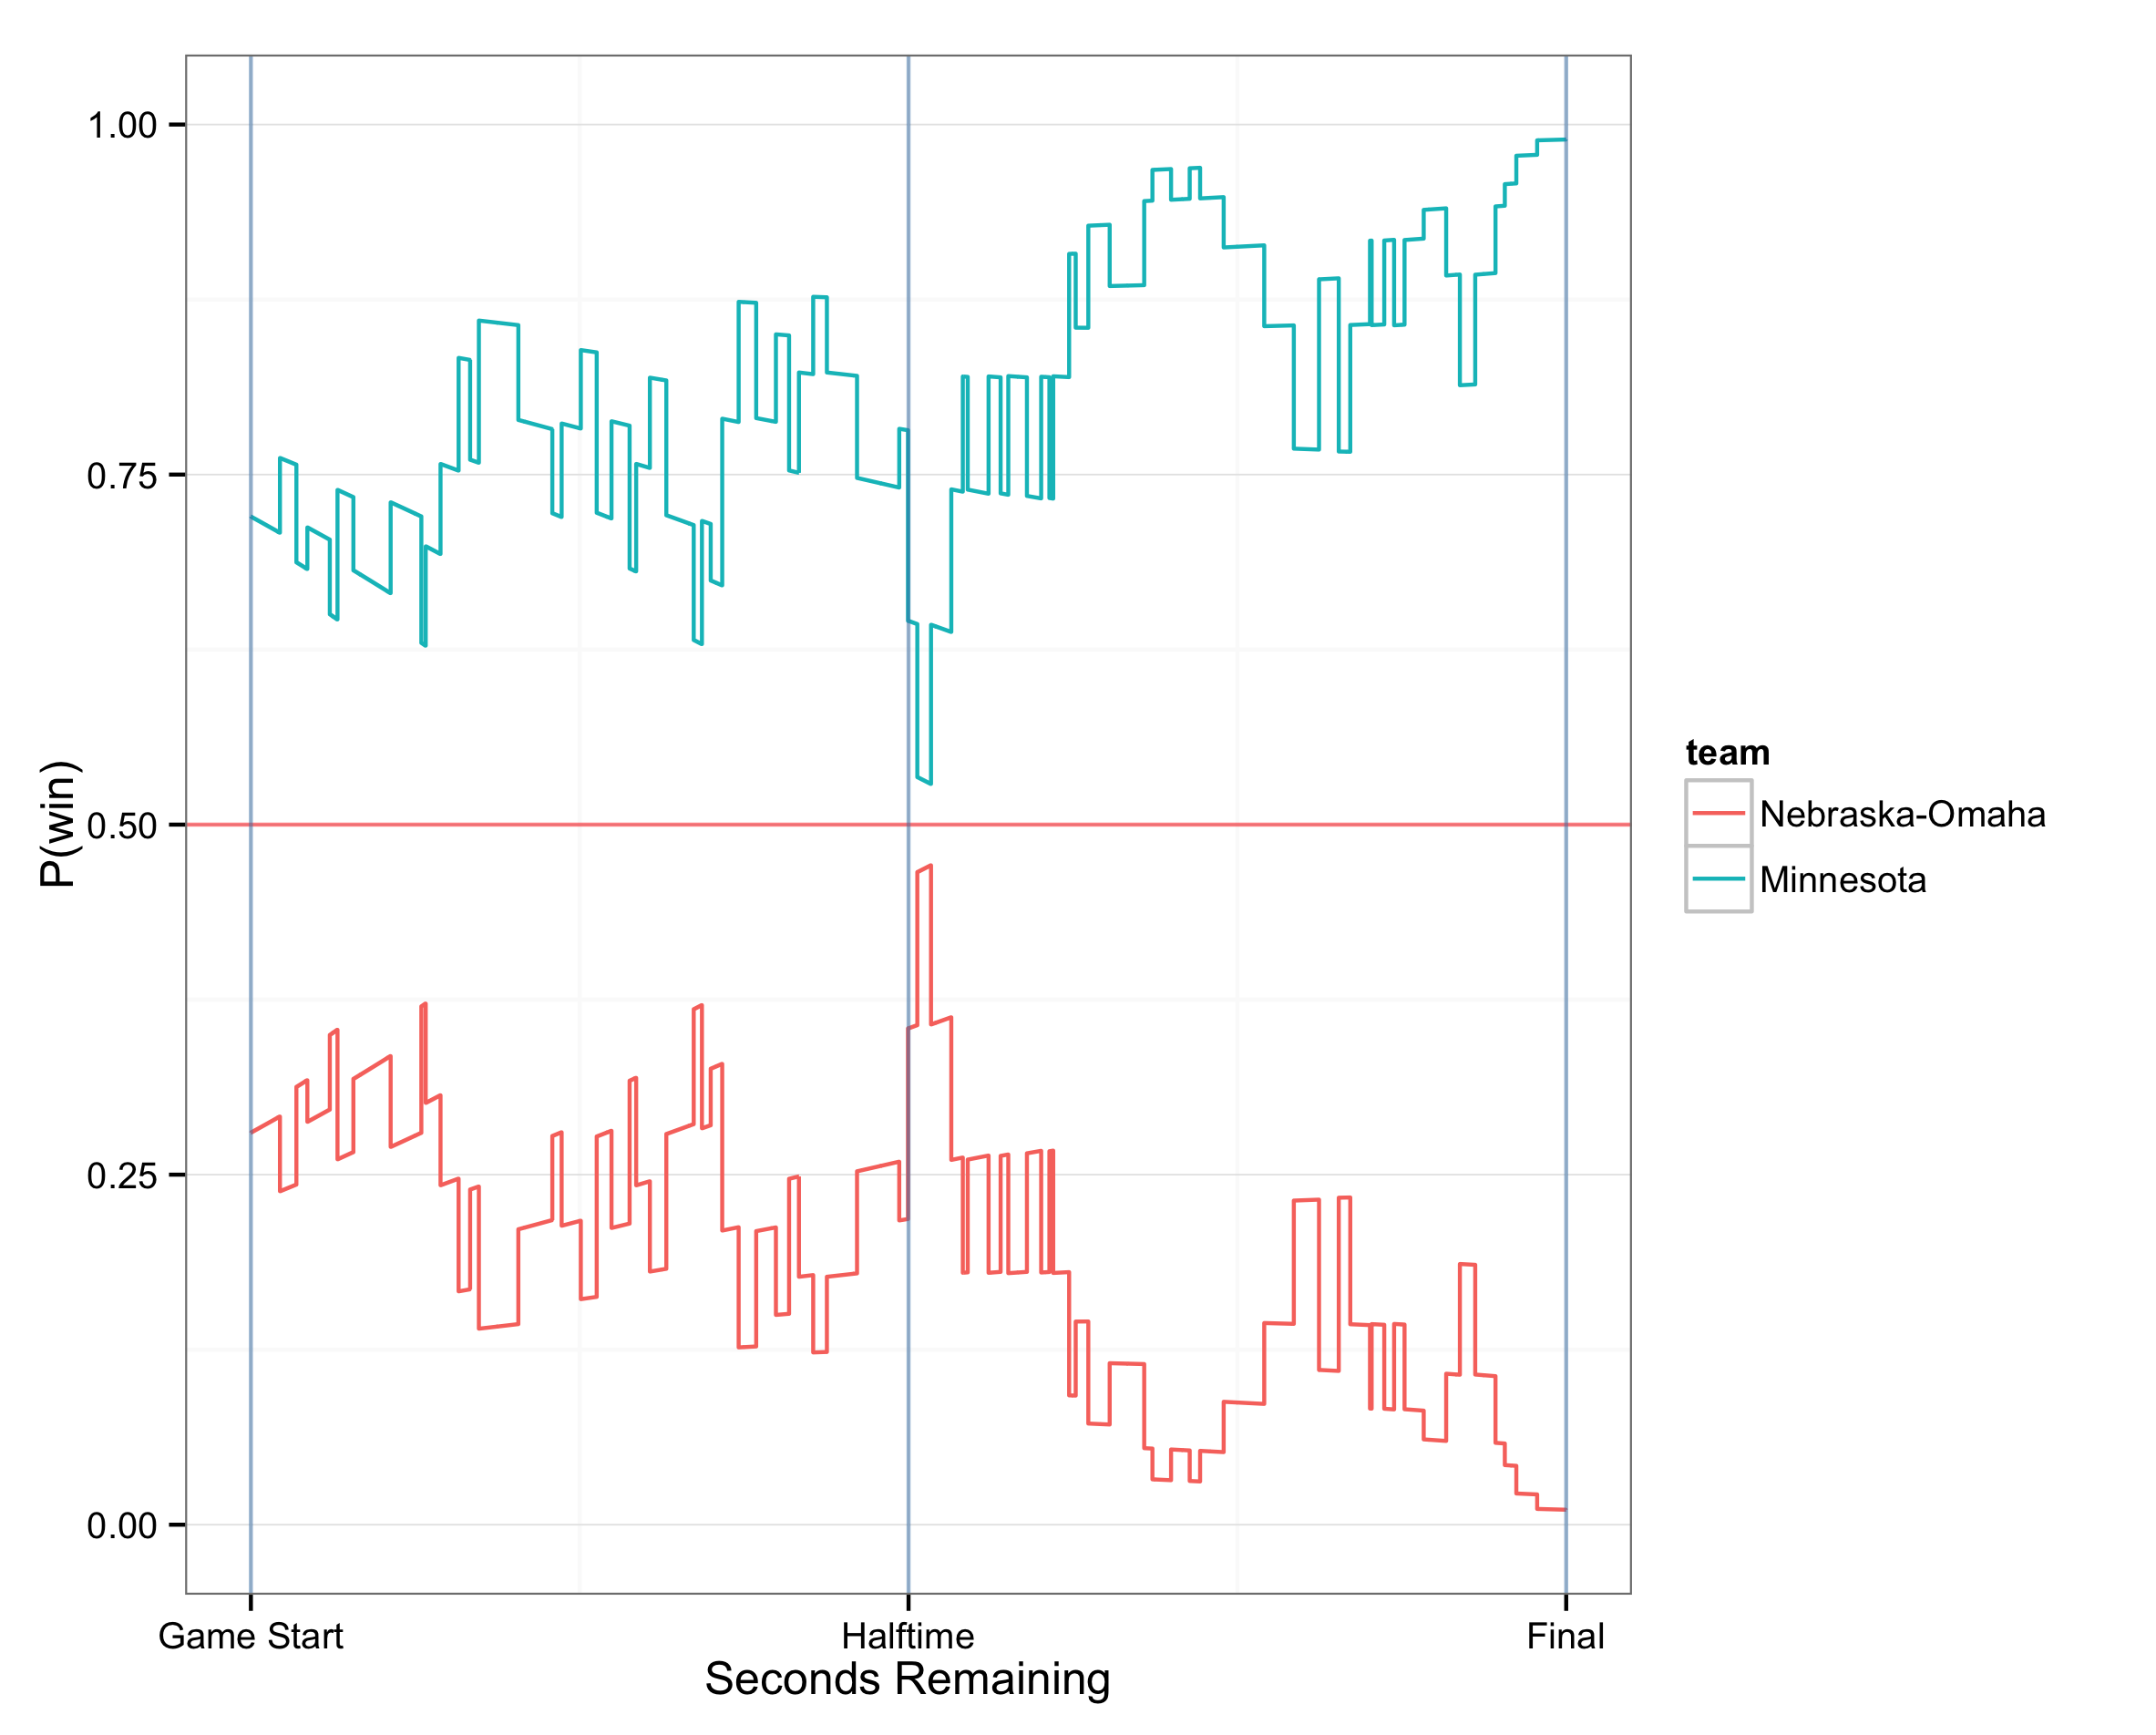 1.00
0.75
0.50
0.25
0.00
P(win)
Game Start
Halftime
Final
Seconds Remaining
team
Nebraska-Omaha
Minnesota